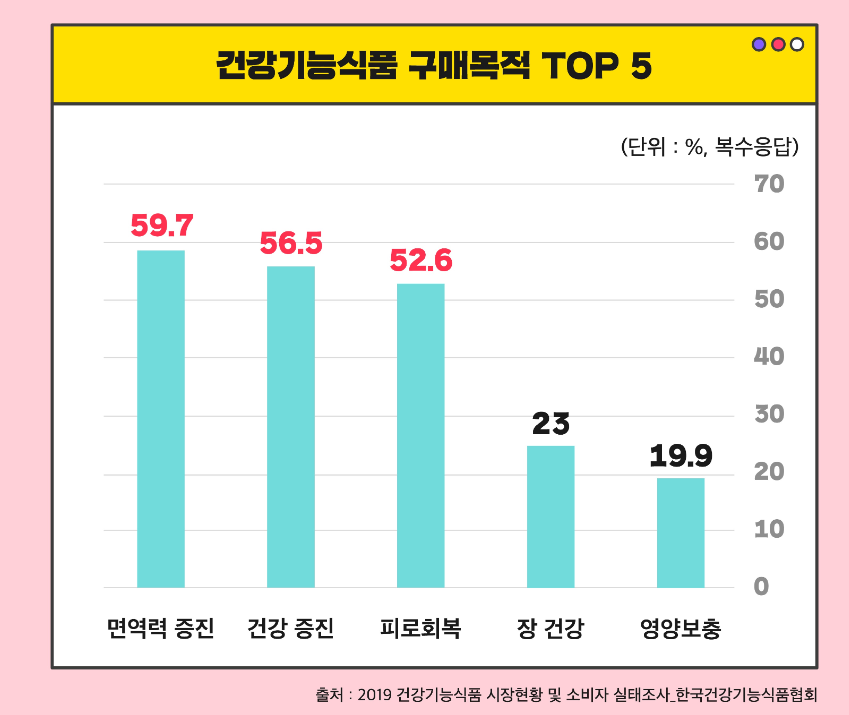 건강기능식품 구매목적 TOP 5
(단위 : %, 복수응답)
70
60
50
40
30
20
10
0
59.7
56.5
52.6
23
19.9
면역력 증진
건강 증진
피로회복
장 건강
영양보충
출처 : 2019 건강기능식품 시장현황 및 소비자 실태조사_한국건강기능식품협회